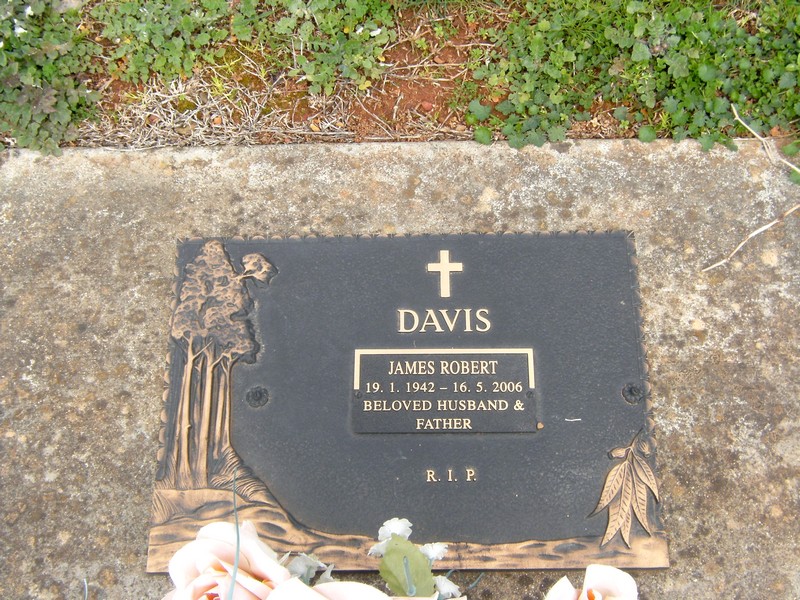 DAVIS
JAMES ROBERT
19. 1. 1942 – 16. 5. 2006
BELOVED HUSBAND &
FATHER
R. I. P.